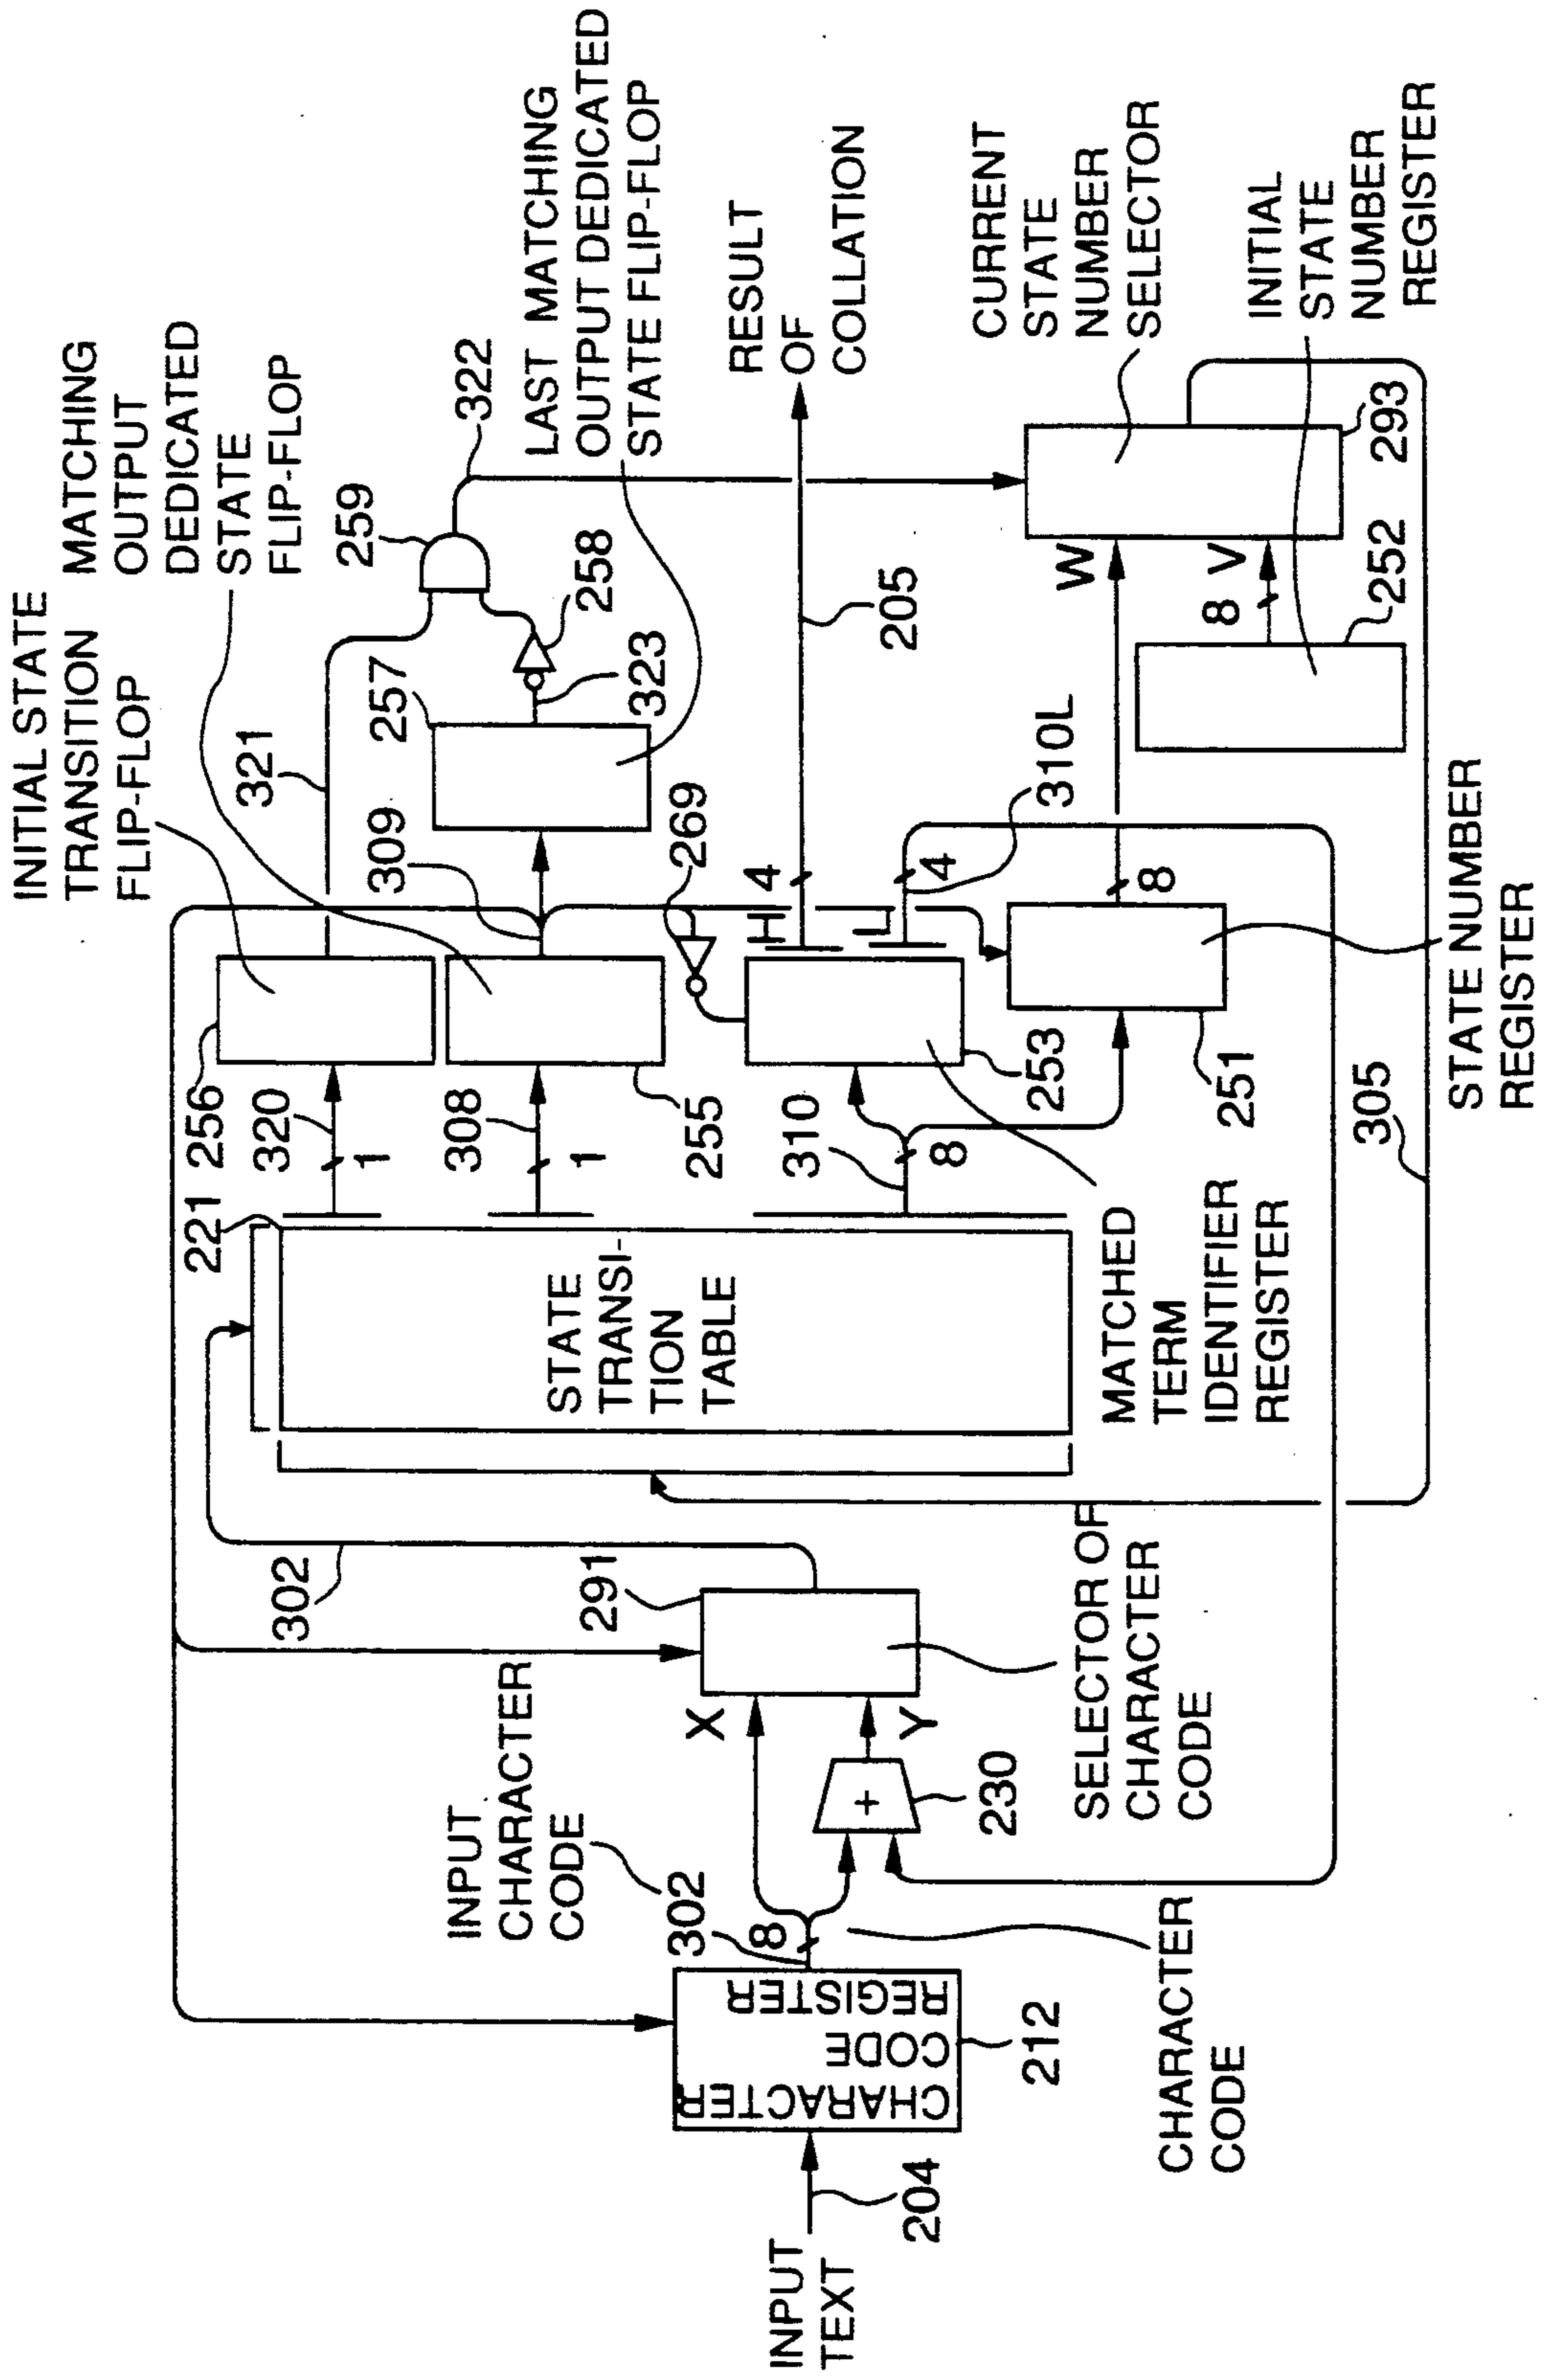 INITIAL STATE
TRANSITION
FLIP-FLOP
MATCHING
OUTPUT
DEDICATED
STATE
FLIP-FLOP
321
259
322
256
320
1
309
257
258
LAST MATCHING
OUTPUT DEDICATED
STATE FLIP-FLOP
323
308
1
255
221
269
302
STATE
TRANSI-
TION
TABLE
310
8
253
H
4
205
RESULT
OF
COLLATION
L
4
310L
MATCHED
TERM
IDENTIFIER
REGISTER
251
8
STATE NUMBER
REGISTER
W
V
8
252
293
CURRENT
STATE
NUMBER
SELECTOR
INITIAL
STATE
NUMBER
REGISTER
305
INPUT
CHARACTER
CODE
302
291
X
Y
+
230
SELECTOR OF
CHARACTER
CODE
302
8
CHARACTER
CODE
REGISTER
212
CHARACTER
CODE
INPUT
TEXT
204